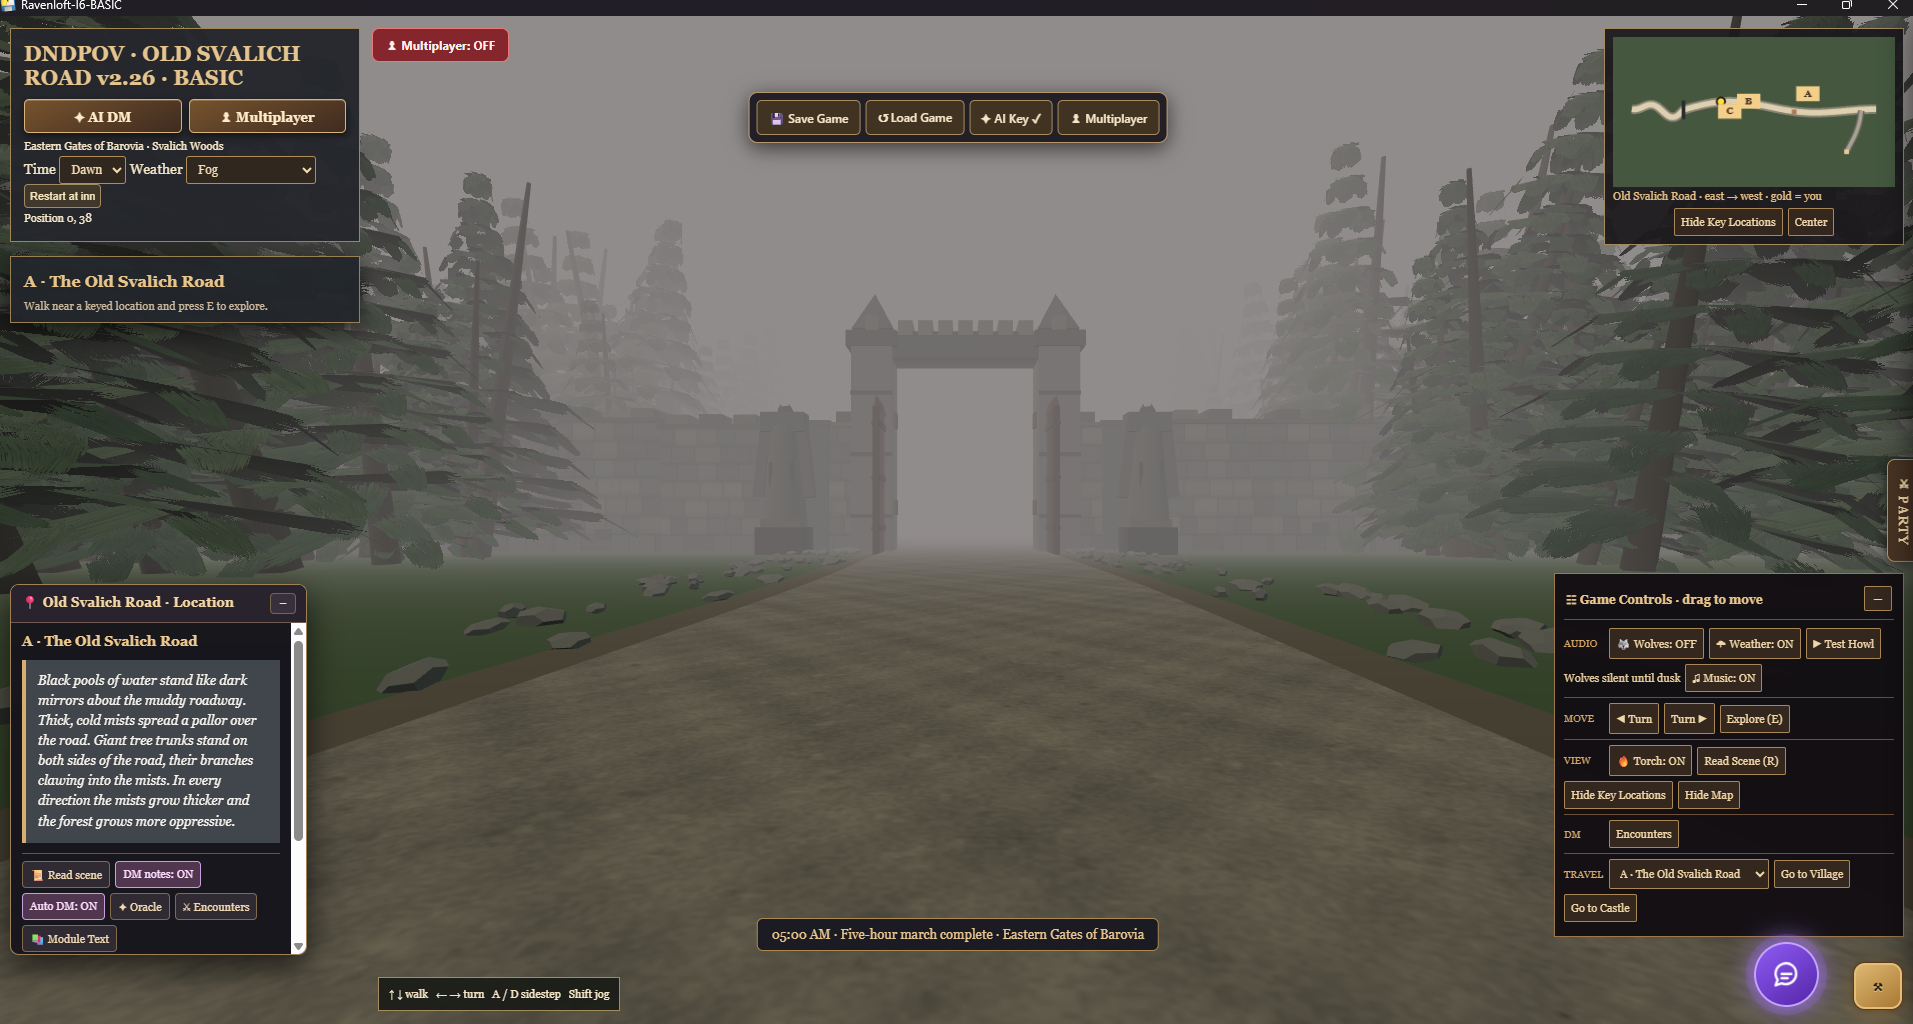 Ravenloft-I6-BASIC
DNDPOV · OLD SVALICH
ROAD v2.26 · BASIC
AI DM
Multiplayer
Eastern Gates of Barovia · Svalich Woods
Time Dawn Weather Fog
Restart at inn
Position 0, 38
A · The Old Svalich Road
Walk near a keyed location and press E to explore.
Multiplayer: OFF
Save Game
Load Game
AI Key ✓
Multiplayer
A
B
C
Old Svalich Road · east → west · gold = you
Hide Key Locations
Center
PARTY
Old Svalich Road · Location
–
A · The Old Svalich Road
Black pools of water stand like dark
mirrors about the muddy roadway.
Thick, cold mists spread a pallor over
the road. Giant tree trunks stand on
both sides of the road, their branches
clawing into the mists. In every
direction the mists grow thicker and
the forest grows more oppressive.
Read scene
DM notes: ON
Auto DM: ON
Oracle
Encounters
Module Text
↑↓ walk ←→ turn A / D sidestep Shift jog
05:00 AM · Five-hour march complete · Eastern Gates of Barovia
Game Controls · drag to move
–
AUDIO
Wolves: OFF
Weather: ON
Test Howl
Wolves silent until dusk
Music: ON
MOVE
◀ Turn
Turn ▶
Explore (E)
VIEW
Torch: ON
Read Scene (R)
Hide Key Locations
Hide Map
DM
Encounters
TRAVEL
A · The Old Svalich Road
Go to Village
Go to Castle